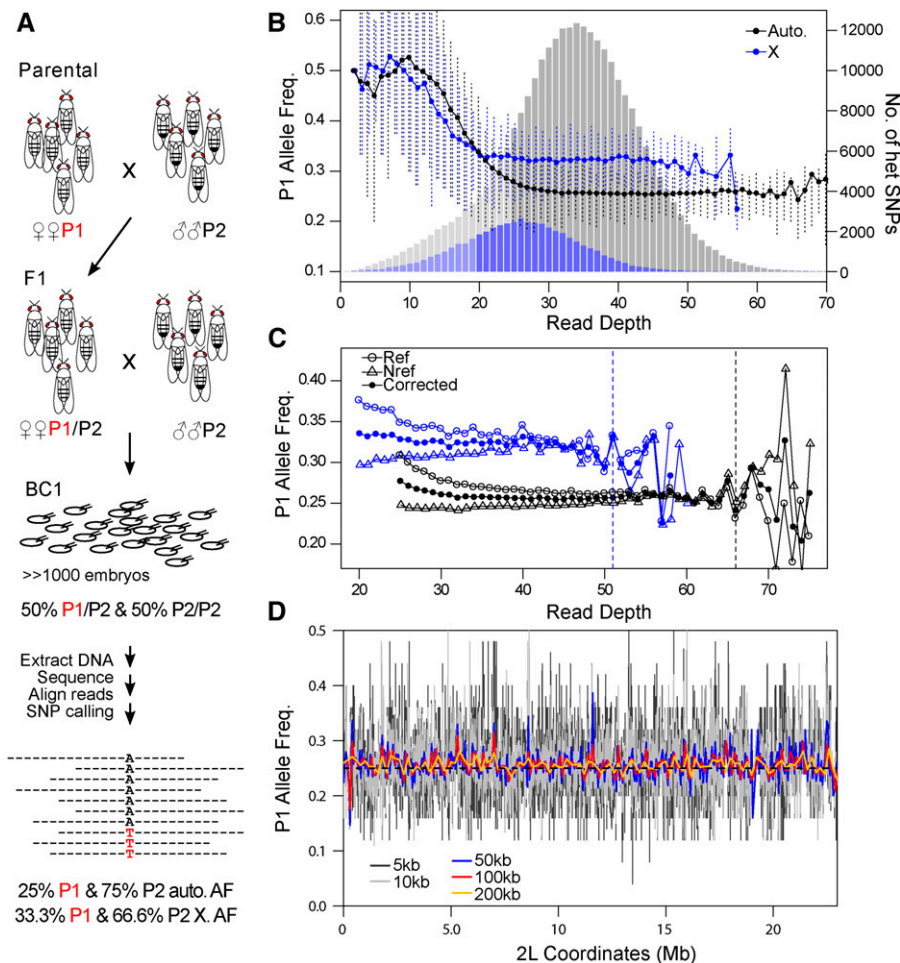 A
Parental
X
♀♀P1
♂♂P2
F1
X
♀♀P1/P2
♂♂P2
BC1
>>1000 embryos
50% P1/P2 & 50% P2/P2
Extract DNA
Sequence
Align reads
SNP calling
A
A
A
A
A
A
A
T
T
T
25% P1 & 75% P2 auto. AF
33.3% P1 & 66.6% P2 X. AF
B
P1 Allele Freq.
0.6
0.5
0.4
0.3
0.2
0.1
Auto.
X
12000
10000
8000
6000
4000
2000
0
No. of het SNPs
0 10 20 30 40 50 60 70
Read Depth
C
P1 Allele Freq.
0.40
0.35
0.30
0.25
0.20
Ref
Nref
Corrected
20 30 40 50 60 70
Read Depth
D
P1 Allele Freq.
0.5
0.4
0.3
0.2
0.1
0.0
5kb
10kb
50kb
100kb
200kb
0 5.0 10 15 20
2L Coordinates (Mb)